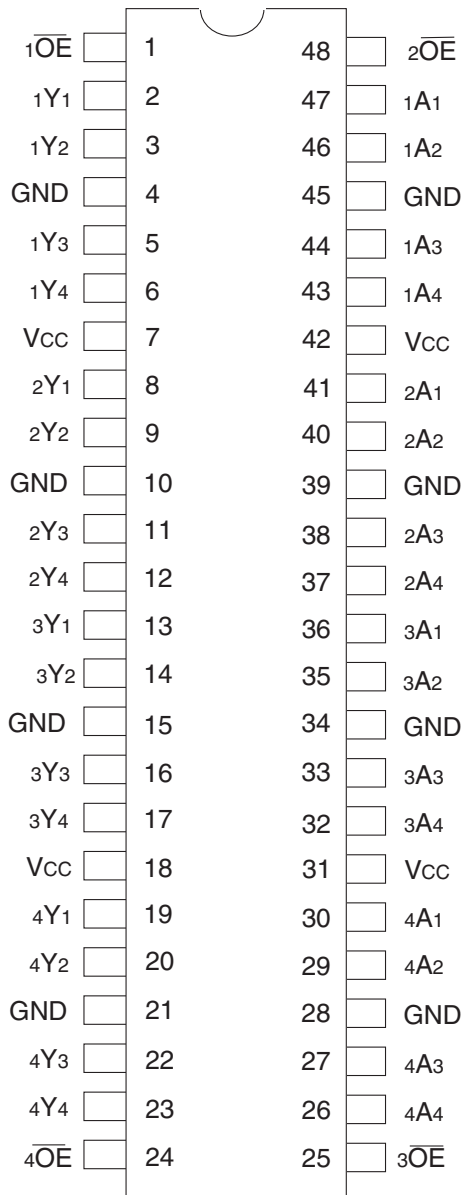 1O̅E̅ 1 48 2O̅E̅
1Y1 2 47 1A1
1Y2 3 46 1A2
GND 4 45 GND
1Y3 5 44 1A3
1Y4 6 43 1A4
VCC 7 42 VCC
2Y1 8 41 2A1
2Y2 9 40 2A2
GND 10 39 GND
2Y3 11 38 2A3
2Y4 12 37 2A4
3Y1 13 36 3A1
3Y2 14 35 3A2
GND 15 34 GND
3Y3 16 33 3A3
3Y4 17 32 3A4
VCC 18 31 VCC
4Y1 19 30 4A1
4Y2 20 29 4A2
GND 21 28 GND
4Y3 22 27 4A3
4Y4 23 26 4A4
4O̅E̅ 24 25 3O̅E̅